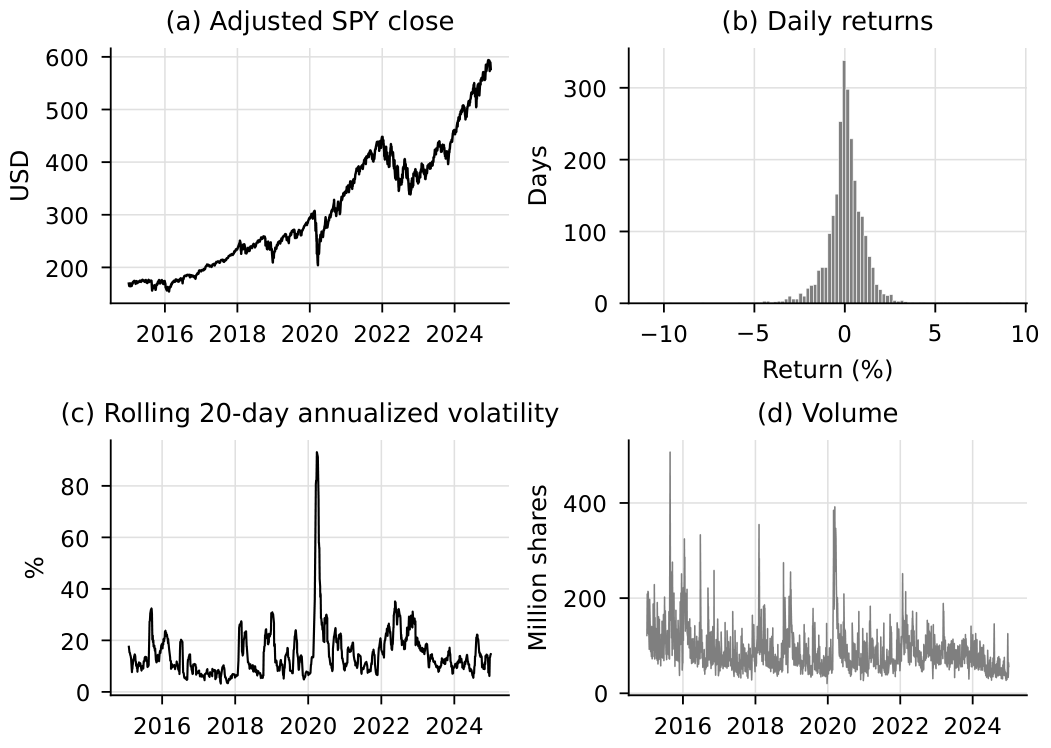 (a) Adjusted SPY close
USD
600
500
400
300
200
2016 2018 2020 2022 2024
(b) Daily returns
Days
300
200
100
0
−10 −5 0 5 10
Return (%)
(c) Rolling 20-day annualized volatility
%
80
60
40
20
0
2016 2018 2020 2022 2024
(d) Volume
Million shares
400
200
0
2016 2018 2020 2022 2024